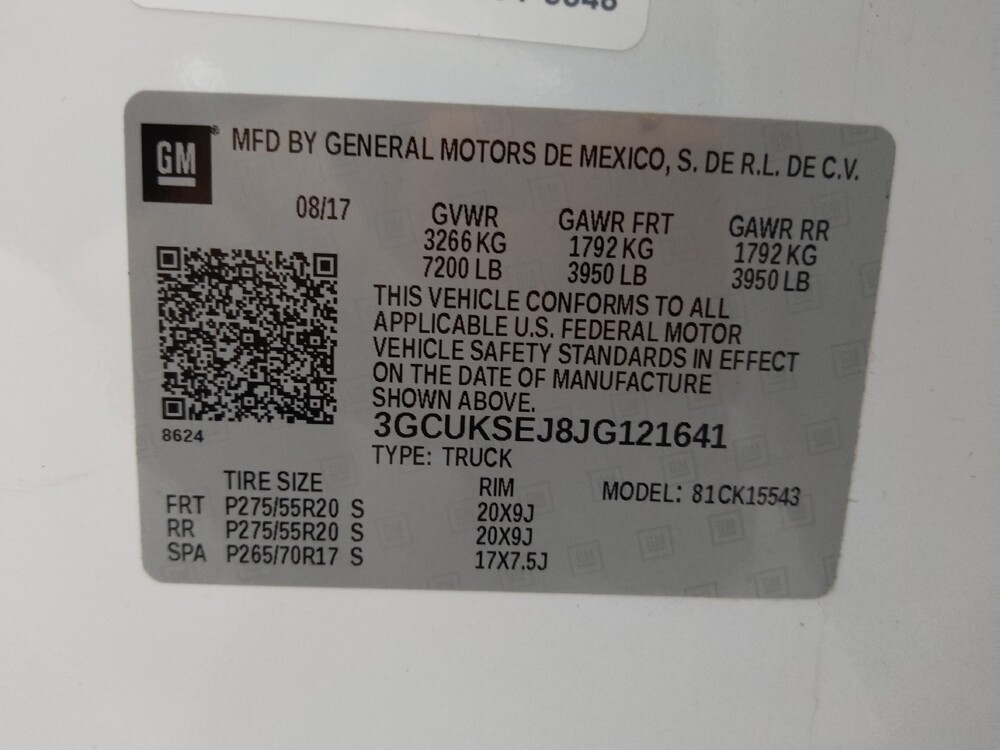 GM
MFD BY GENERAL MOTORS DE MEXICO, S. DE R.L. DE C.V.
08/17
GVWR GAWR FRT GAWR RR
3266 KG 1792 KG 1792 KG
7200 LB 3950 LB 3950 LB
THIS VEHICLE CONFORMS TO ALL
APPLICABLE U.S. FEDERAL MOTOR
VEHICLE SAFETY STANDARDS IN EFFECT
ON THE DATE OF MANUFACTURE
SHOWN ABOVE.
3GCUKSEJ8JG121641
8624
TYPE: TRUCK
TIRE SIZE RIM MODEL: 81CK15543
FRT P275/55R20 S 20X9J
RR P275/55R20 S 20X9J
SPA P265/70R17 S 17X7.5J